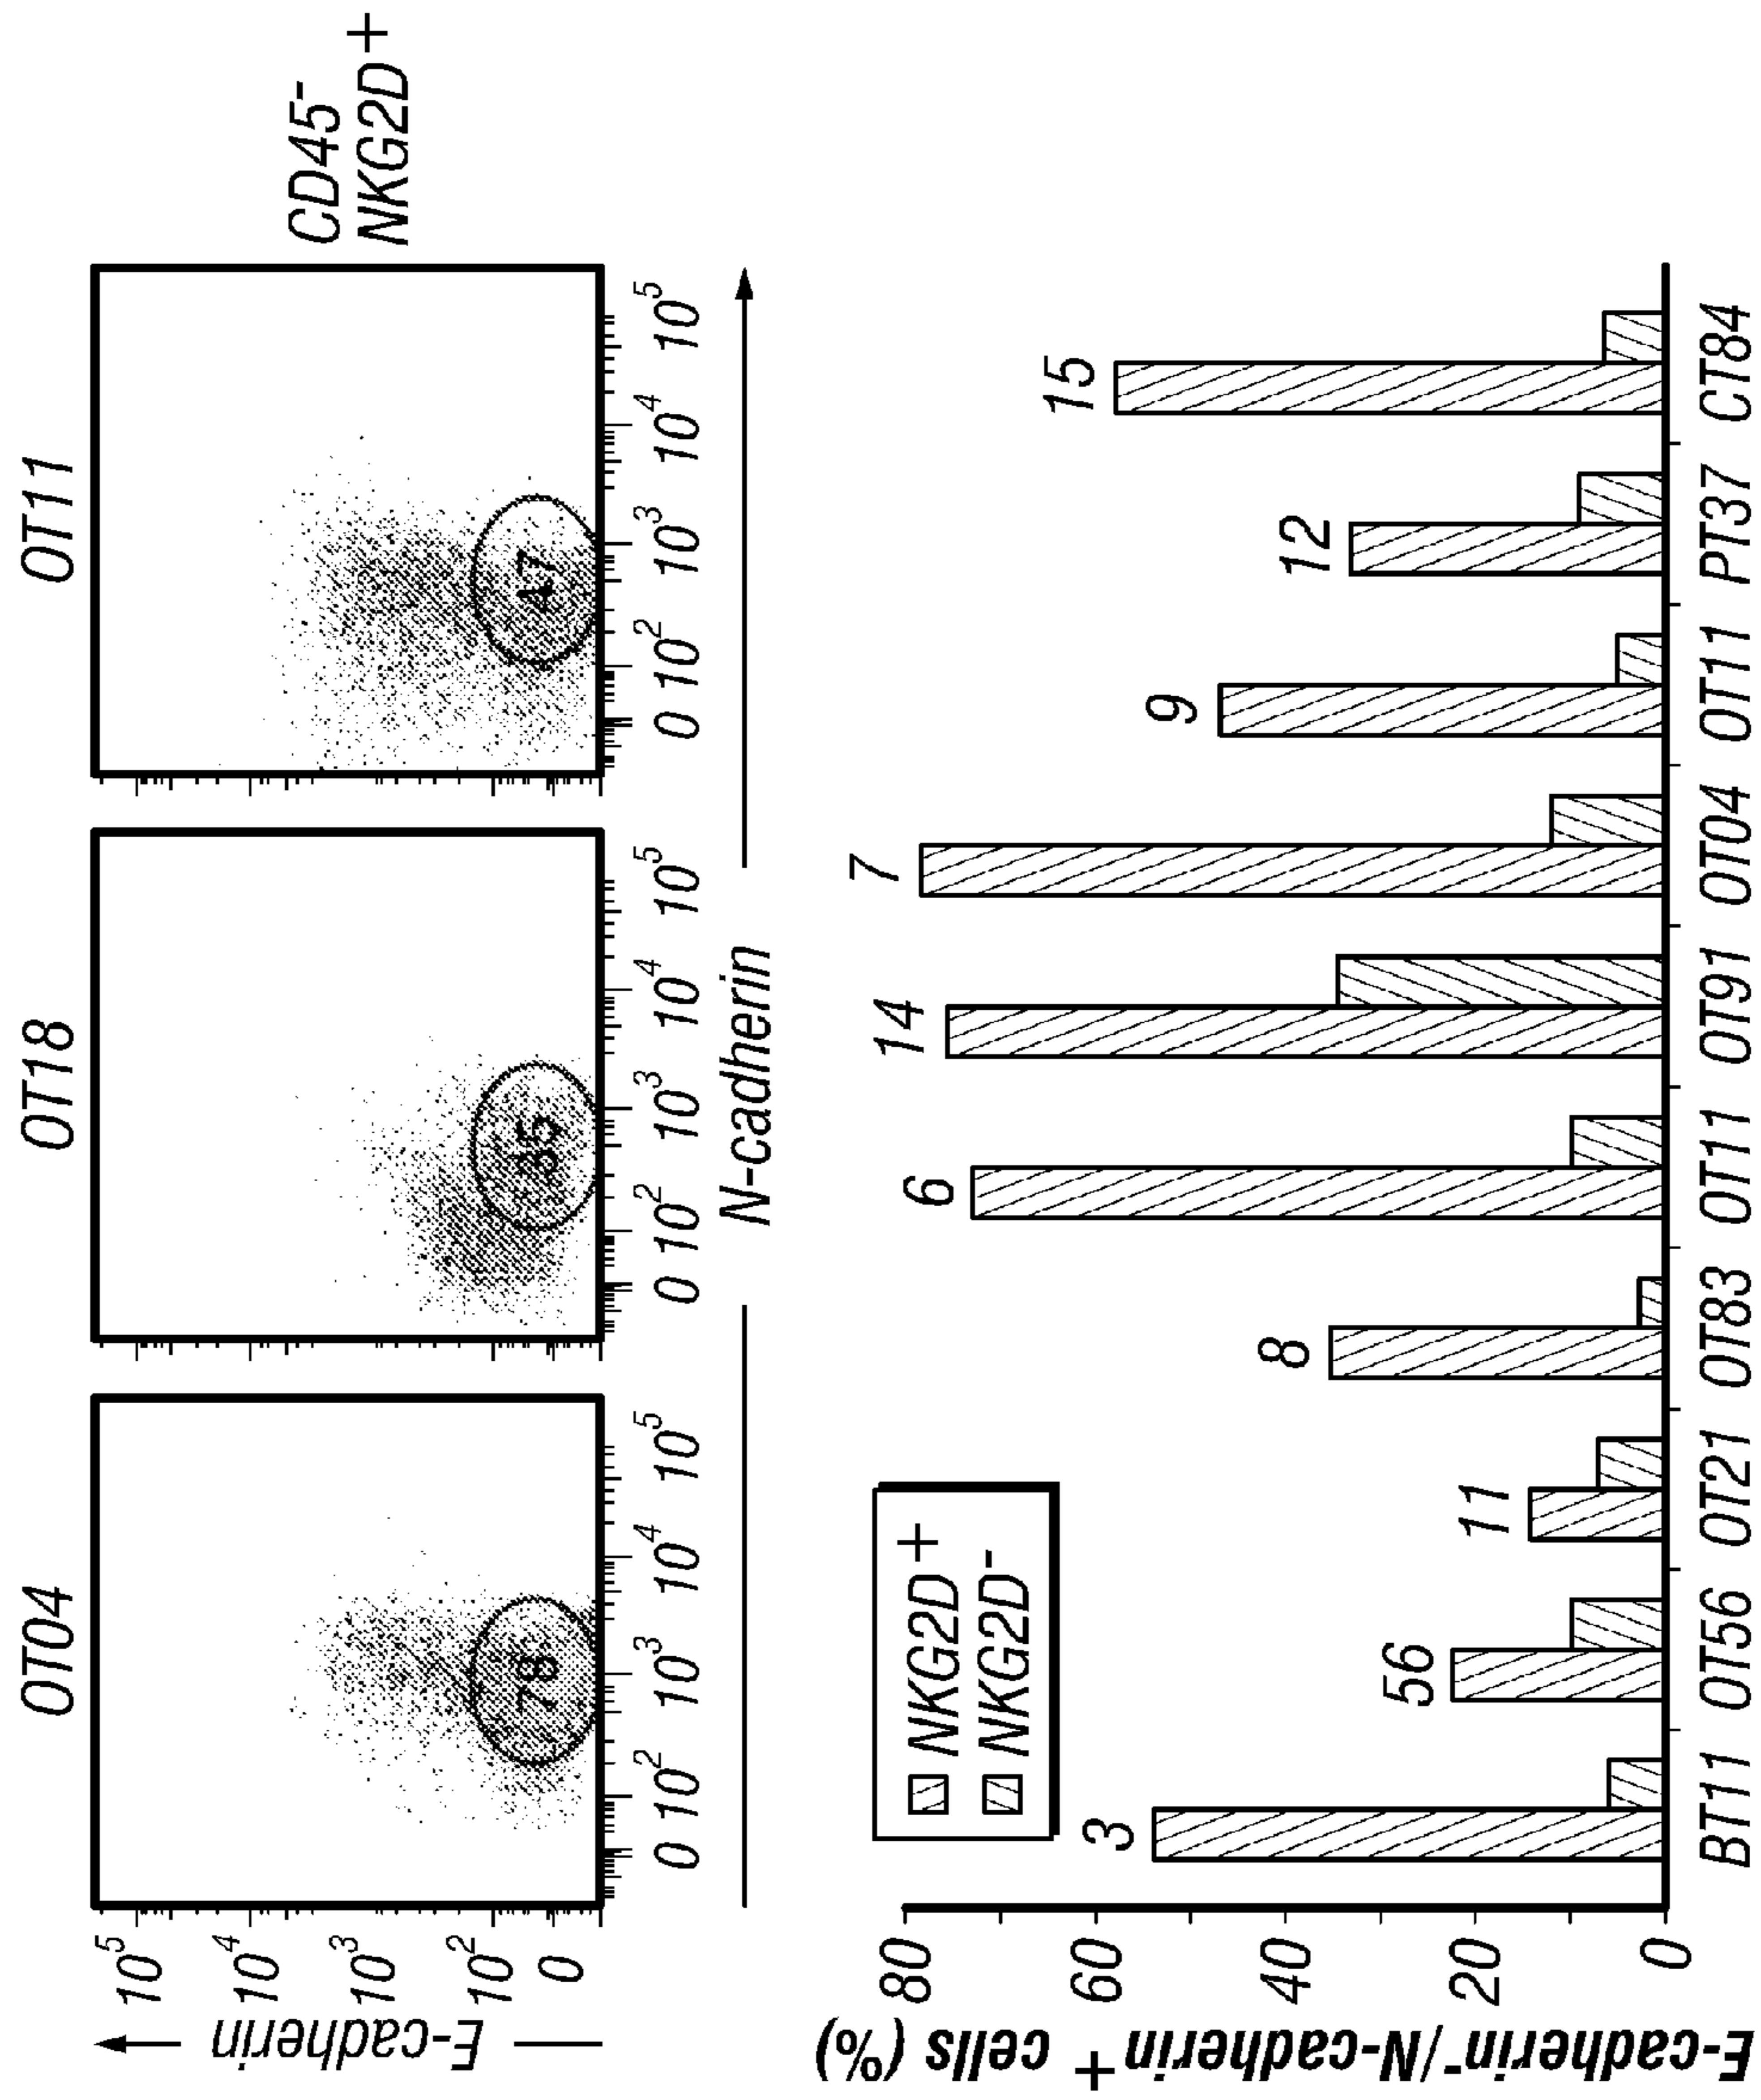 OT04
OT18
OT11
CD45-
NKG2D+
E-cadherin
10^5
10^4
10^3
10^2
0
78
35
47
0 10^2 10^3 10^4 10^5
0 10^2 10^3 10^4 10^5
0 10^2 10^3 10^4 10^5
N-cadherin
E-cadherin-/N-cadherin+ cells (%)
80
60
40
20
0
NKG2D+
NKG2D-
3
56
11
8
6
14
7
9
12
15
BT11 OT56 OT21 OT83 OT11 OT91 OT04 OT11 PT37 CT84